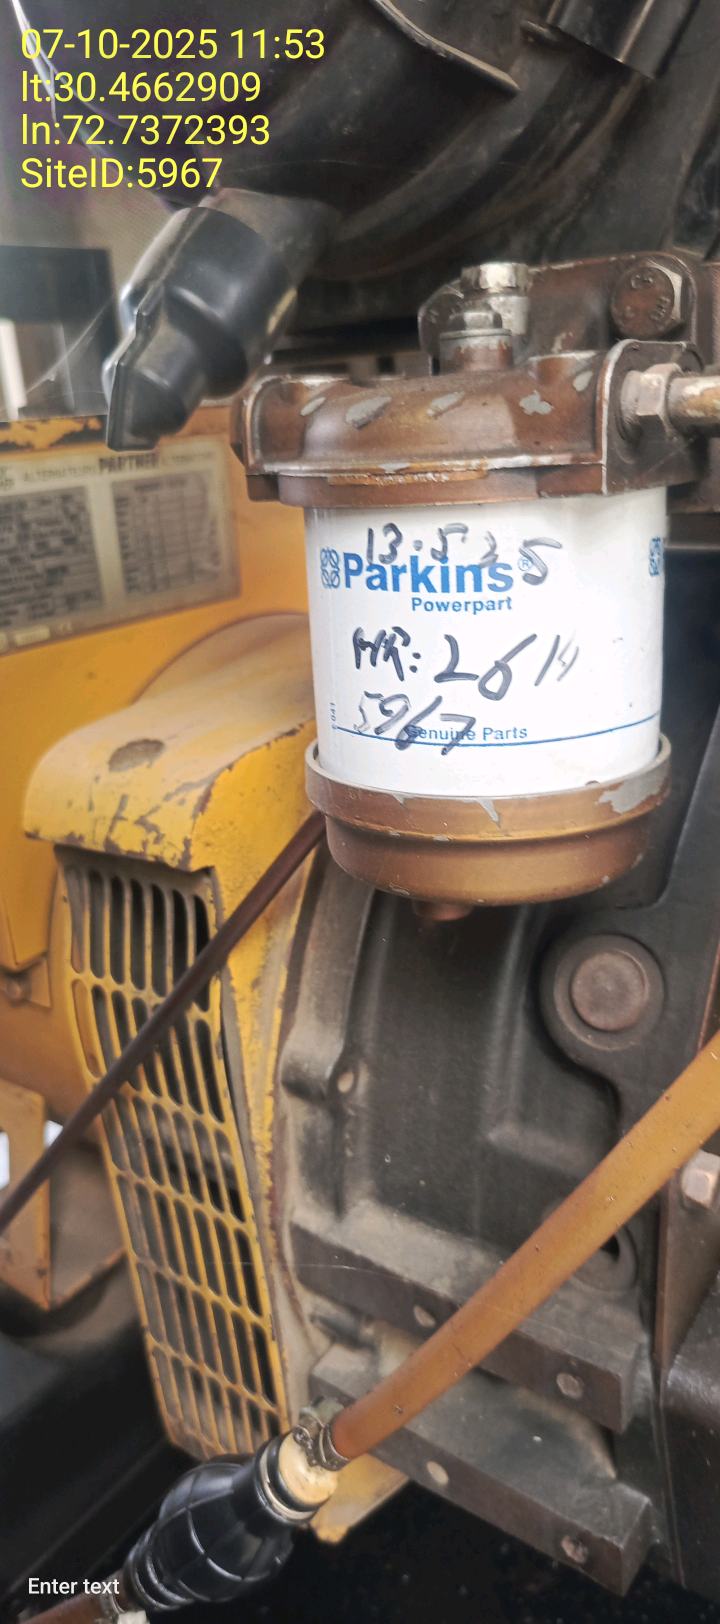 07-10-2025 11:53
lt:30.4662909
ln:72.7372393
SiteID:5967
PARTNER
13.5.25
Parkins®
Powerpart
HR: 2614
5967
Genuine Parts
Enter text